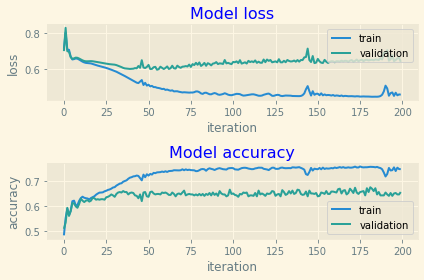 Model loss
0.8
0.6
loss
train
validation
0 25 50 75 100 125 150 175 200
iteration
Model accuracy
0.7
0.6
0.5
accuracy
train
validation
0 25 50 75 100 125 150 175 200
iteration